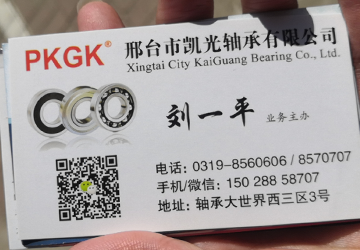 PKGK®
邢台市凯光轴承有限公司
Xingtai City KaiGuang Bearing Co., Ltd.
刘一平 业务主办
电话: 0319-8560606 / 8570707
手机/微信: 150 288 58707
地址: 轴承大世界西三区3号